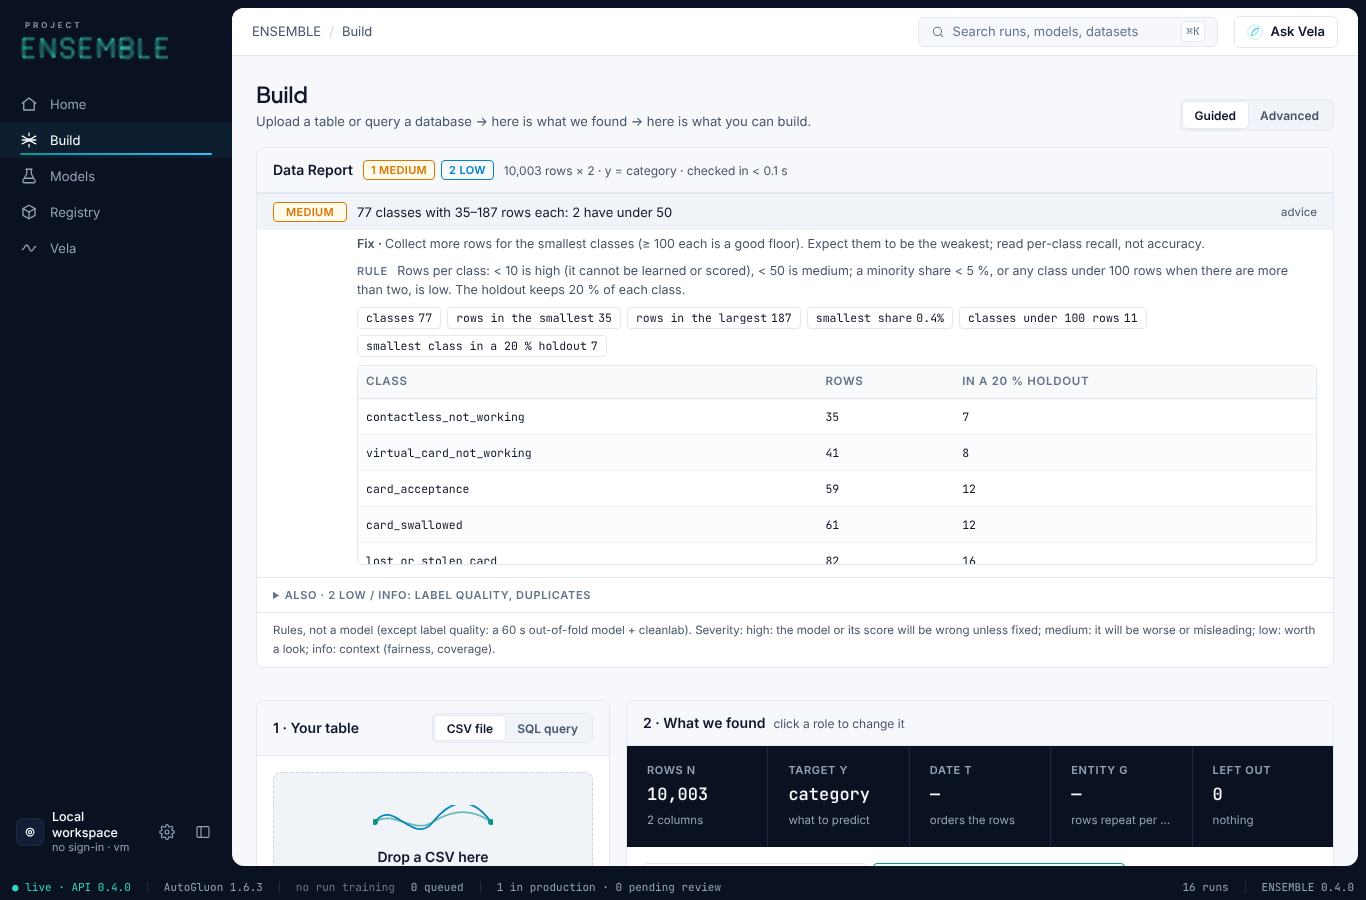 PROJECT
ENSEMBLE
Home
Build
Models
Registry
Vela
Local workspace
no sign-in · vm
ENSEMBLE / Build
Search runs, models, datasets ⌘K
Ask Vela
Build
Upload a table or query a database → here is what we found → here is what you can build.
Guided Advanced
Data Report 1 MEDIUM 2 LOW 10,003 rows × 2 · y = category · checked in < 0.1 s
MEDIUM 77 classes with 35–187 rows each: 2 have under 50 advice
Fix · Collect more rows for the smallest classes (≥ 100 each is a good floor). Expect them to be the weakest; read per-class recall, not accuracy.
RULE Rows per class: < 10 is high (it cannot be learned or scored), < 50 is medium; a minority share < 5 %, or any class under 100 rows when there are more
than two, is low. The holdout keeps 20 % of each class.
classes 77 rows in the smallest 35 rows in the largest 187 smallest share 0.4% classes under 100 rows 11
smallest class in a 20 % holdout 7
CLASS ROWS IN A 20 % HOLDOUT
contactless_not_working 35 7
virtual_card_not_working 41 8
card_acceptance 59 12
card_swallowed 61 12
lost_or_stolen_card 82 16
▶ ALSO · 2 LOW / INFO: LABEL QUALITY, DUPLICATES
Rules, not a model (except label quality: a 60 s out-of-fold model + cleanlab). Severity: high: the model or its score will be wrong unless fixed; medium: it will be worse or misleading; low: worth
a look; info: context (fairness, coverage).
1 · Your table CSV file SQL query
Drop a CSV here
2 · What we found click a role to change it
ROWS N TARGET Y DATE T ENTITY G LEFT OUT
10,003 category — — 0
2 columns what to predict orders the rows rows repeat per … nothing
● live · API 0.4.0 AutoGluon 1.6.3 no run training 0 queued 1 in production · 0 pending review 16 runs ENSEMBLE 0.4.0